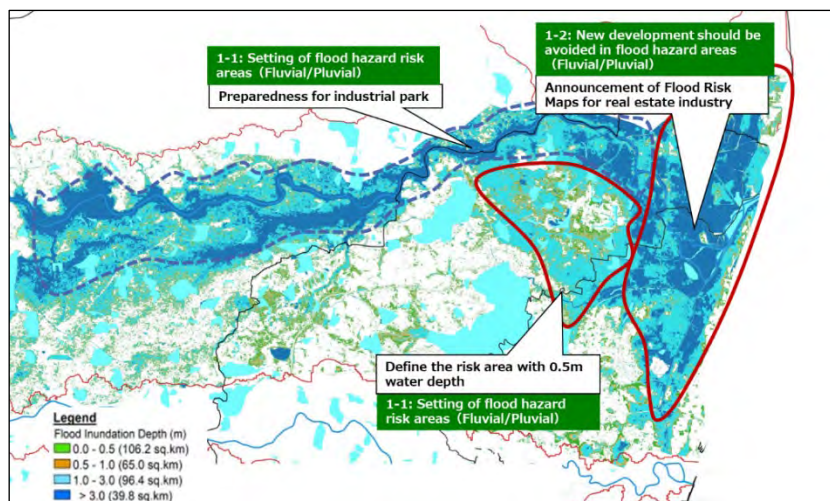 1-1: Setting of flood hazard risk
areas (Fluvial/Pluvial)
Preparedness for industrial park
1-2: New development should be
avoided in flood hazard areas
(Fluvial/Pluvial)
Announcement of Flood Risk
Maps for real estate industry
Define the risk area with 0.5m
water depth
1-1: Setting of flood hazard
risk areas (Fluvial/Pluvial)
Legend
Flood Inundation Depth (m)
0.0 - 0.5 (106.2 sq.km)
0.5 - 1.0 (65.0 sq.km)
1.0 - 3.0 (96.4 sq.km)
> 3.0 (39.8 sq.km)